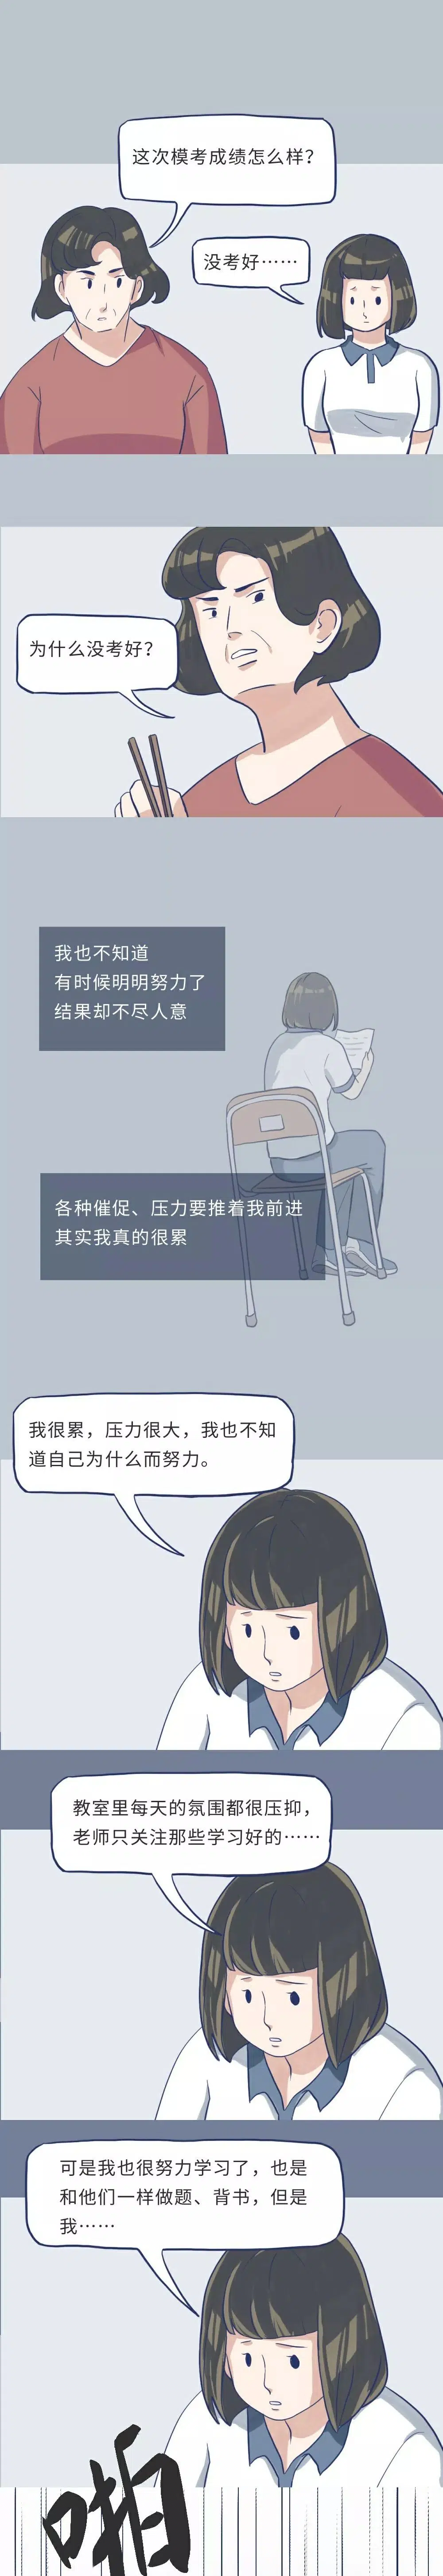 这次模考成绩怎么样？
没考好……
为什么没考好？
我也不知道
有时候明明努力了
结果却不尽人意
各种催促、压力要推着我前进
其实我真的很累
我很累，压力很大，我也不知
道自己为什么而努力。
教室里每天的氛围都很压抑，
老师只关注那些学习好的……
可是我也很努力学习了，也是
和他们一样做题、背书，但是
我……
啪